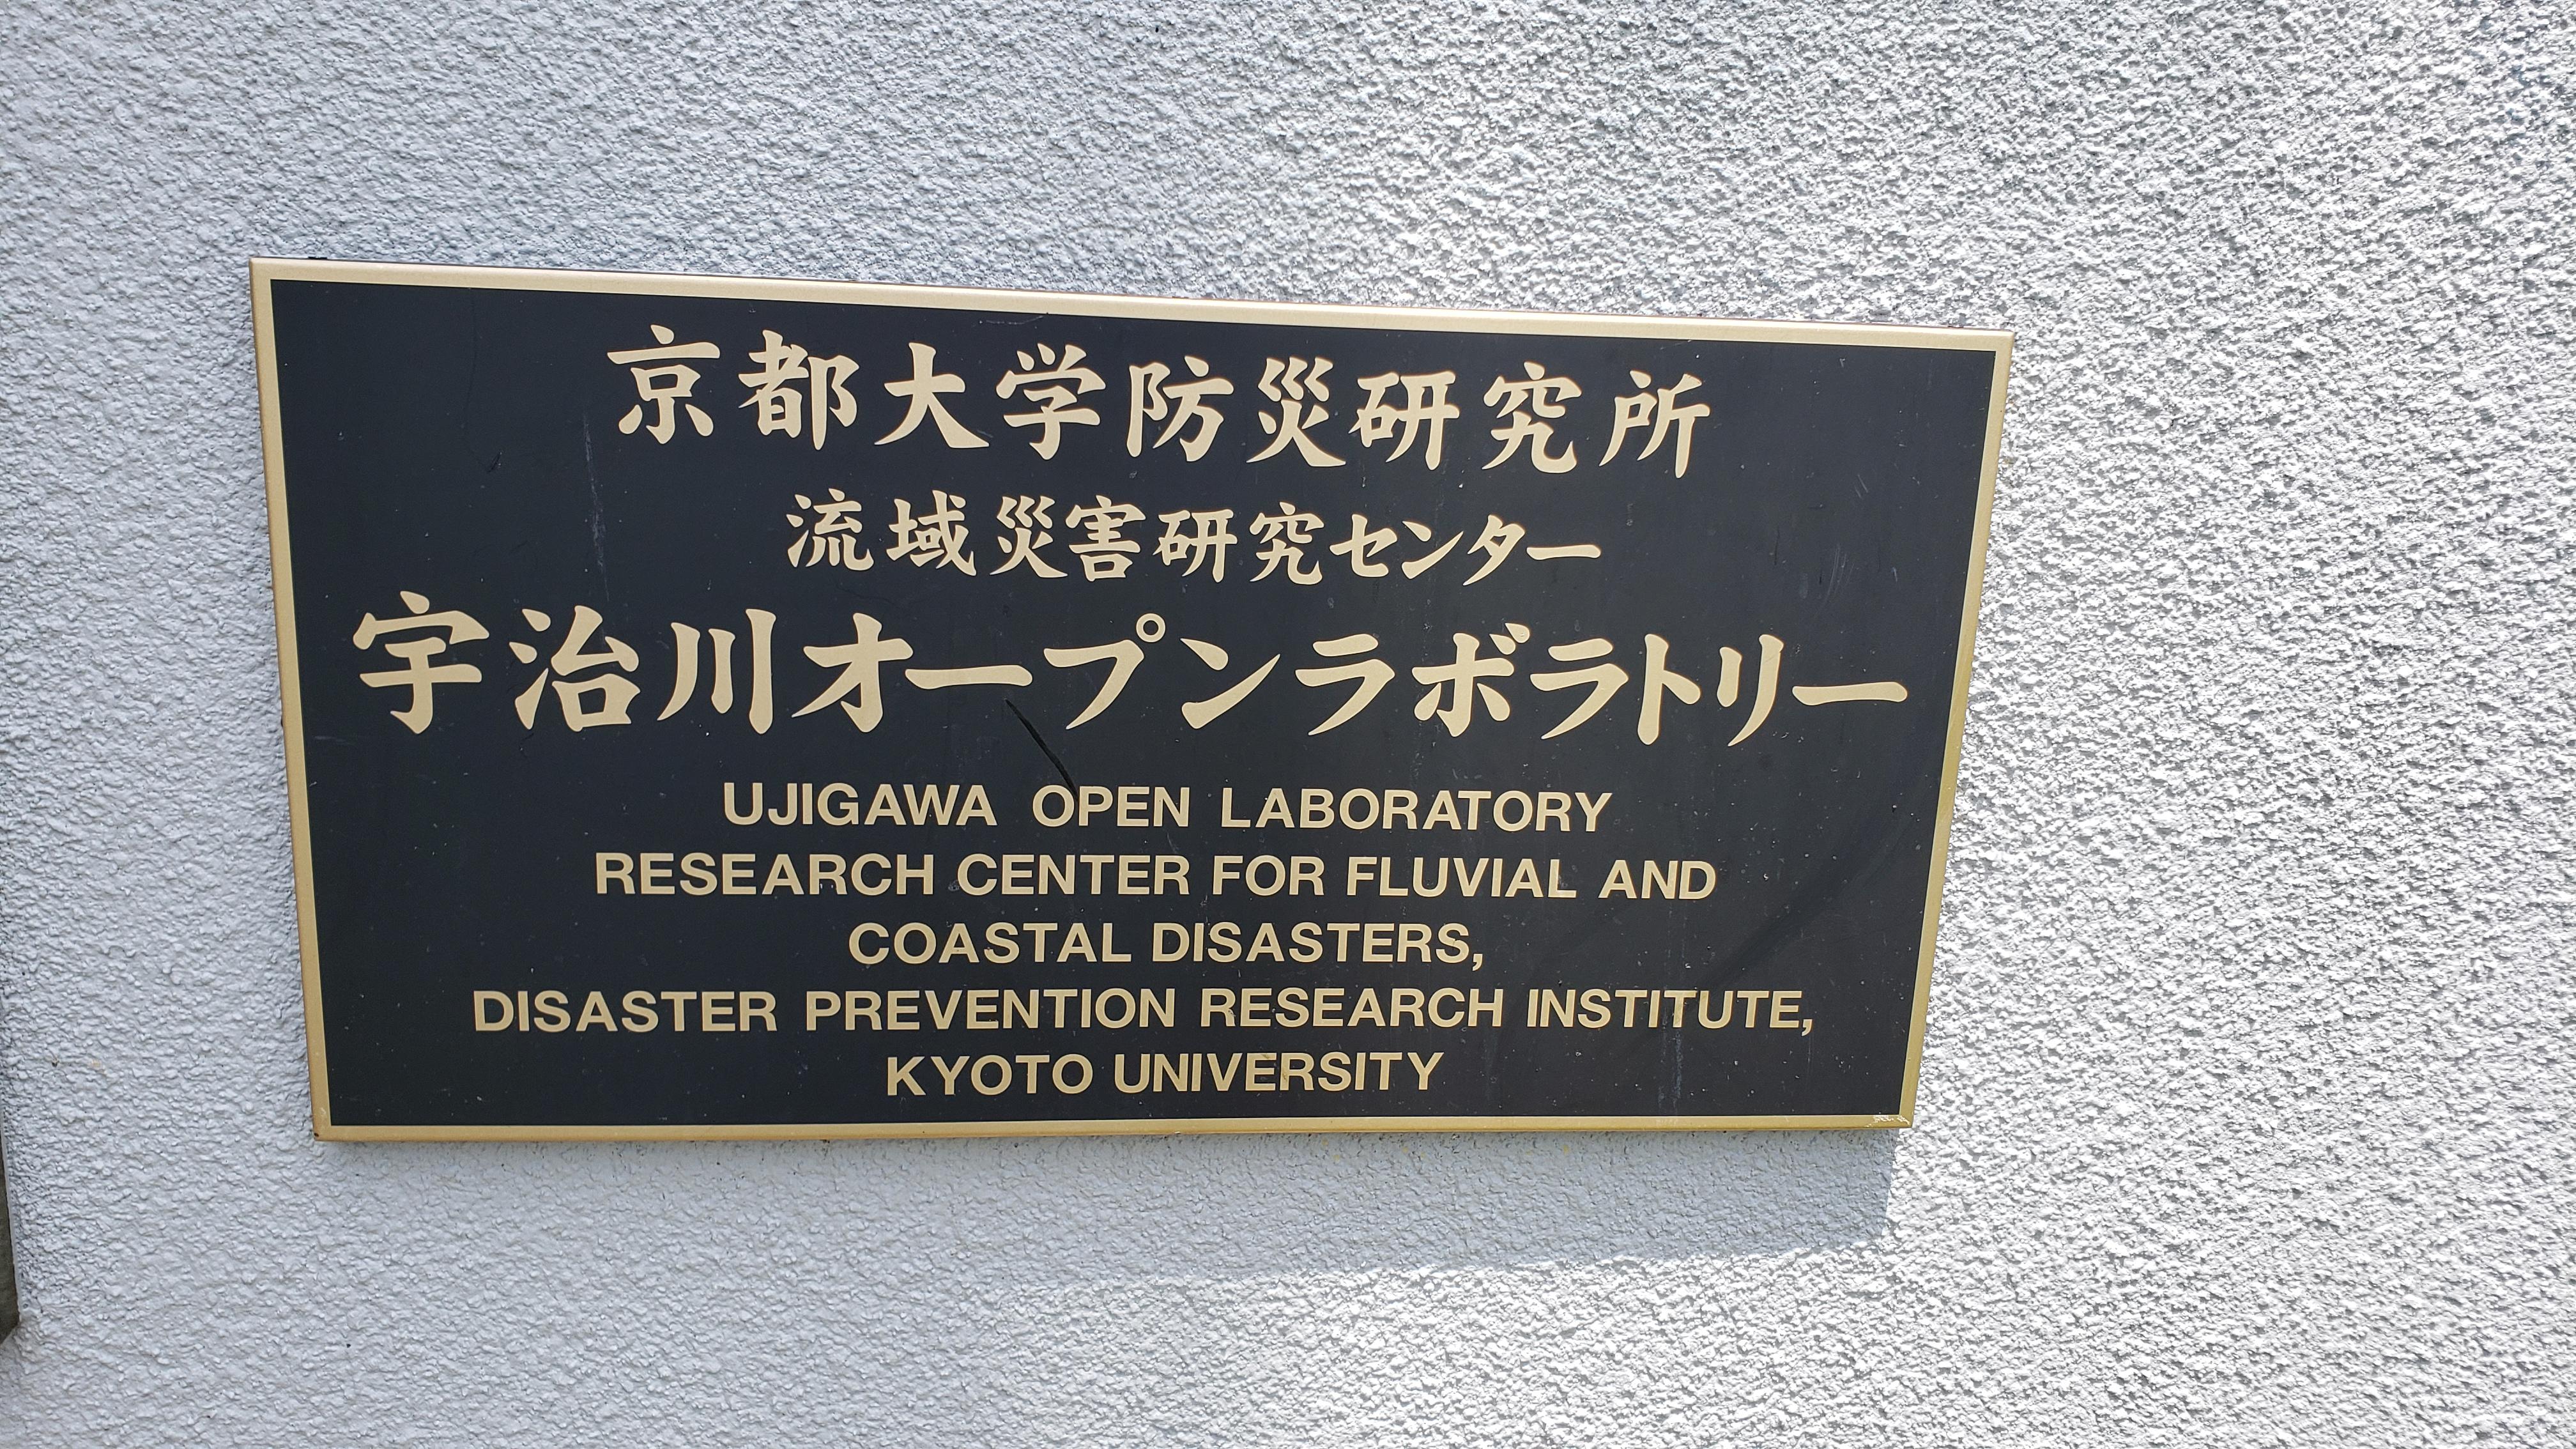 京都大学防災研究所
流域災害研究センター
宇治川オープンラボラトリー
UJIGAWA OPEN LABORATORY
RESEARCH CENTER FOR FLUVIAL AND
COASTAL DISASTERS,
DISASTER PREVENTION RESEARCH INSTITUTE,
KYOTO UNIVERSITY